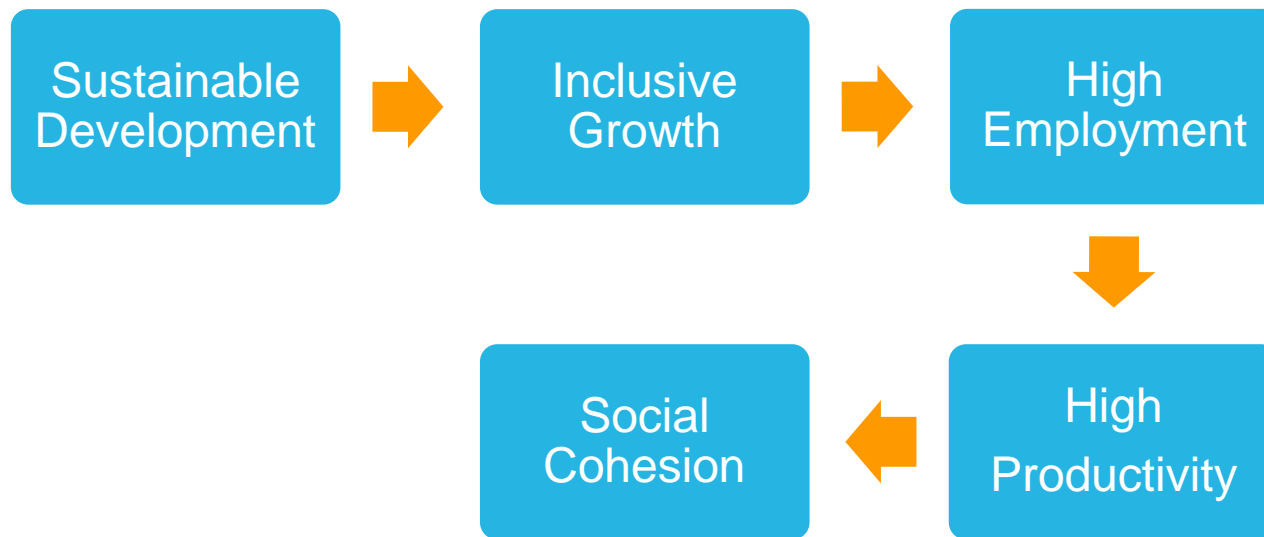 Sustainable
Development
Inclusive
Growth
High
Employment
High
Productivity
Social
Cohesion